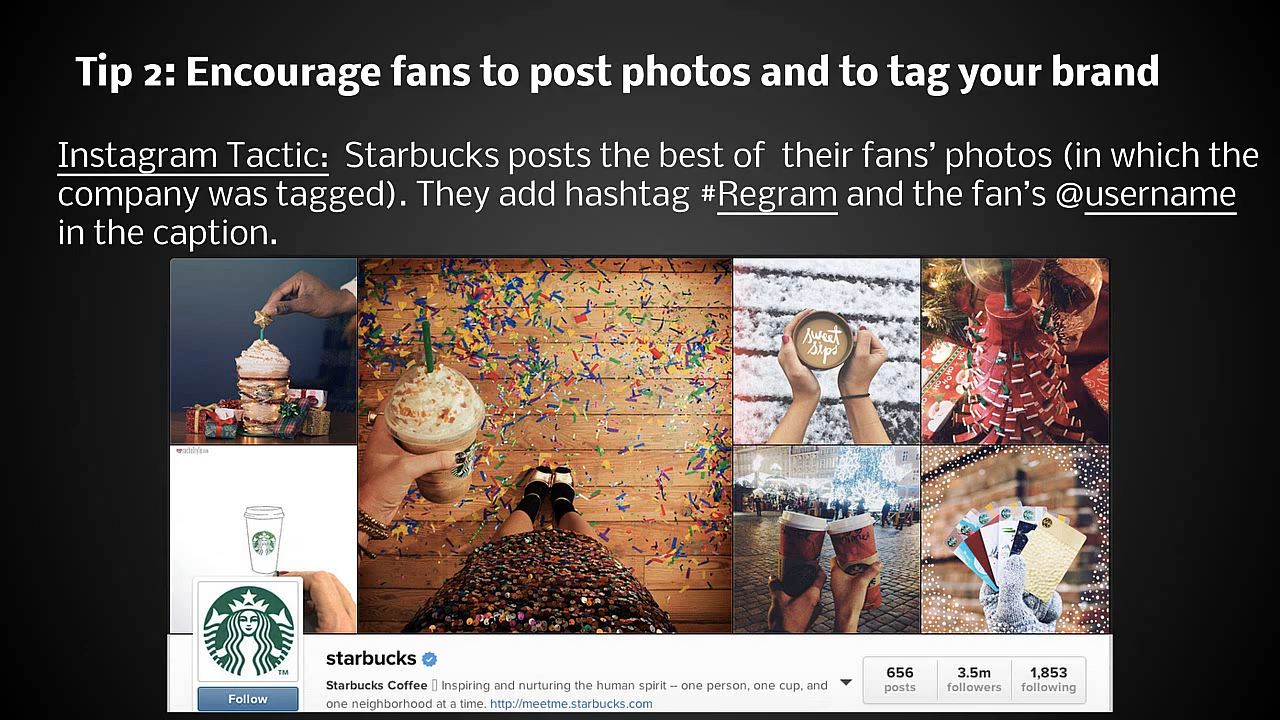 Tip 2: Encourage fans to post photos and to tag your brand
Instagram Tactic: Starbucks posts the best of their fans’ photos (in which the
company was tagged). They add hashtag #Regram and the fan’s @username
in the caption.
sweet
sips
starbucks
Starbucks Coffee ▯ Inspiring and nurturing the human spirit -- one person, one cup, and
one neighborhood at a time. http://meetme.starbucks.com
656
posts
3.5m
followers
1,853
following
TM
Follow